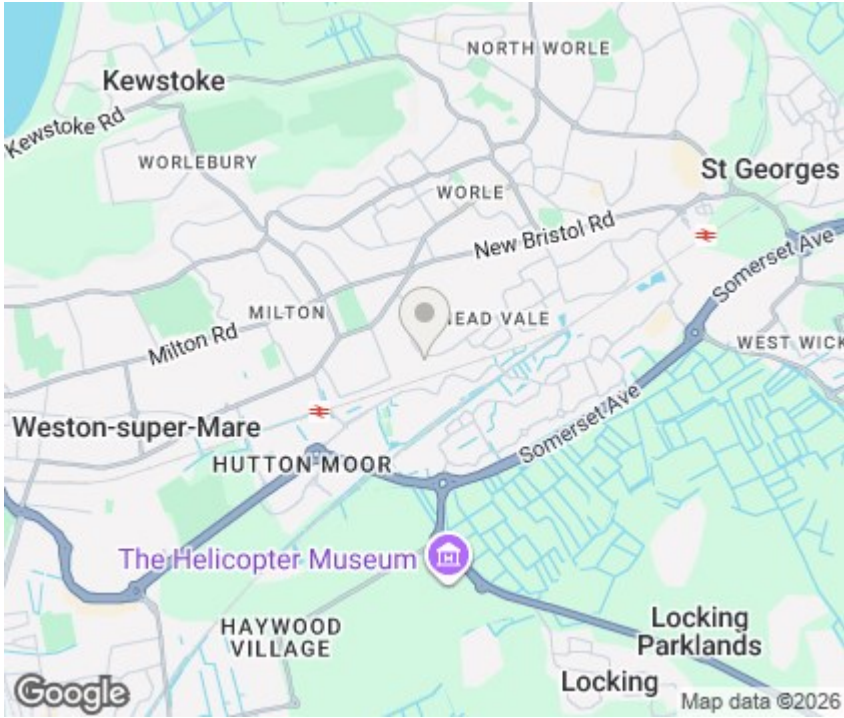 NORTH WORLE
Kewstoke
Kewstoke Rd
WORLEBURY
St Georges
WORLE
New Bristol Rd
Somerset Ave
MILTON
EAD VALE
Milton Rd
WEST WICK
Weston-super-Mare
Somerset Ave
HUTTON MOOR
The Helicopter Museum
HAYWOOD
VILLAGE
Locking
Parklands
Locking
Google
Map data ©2026